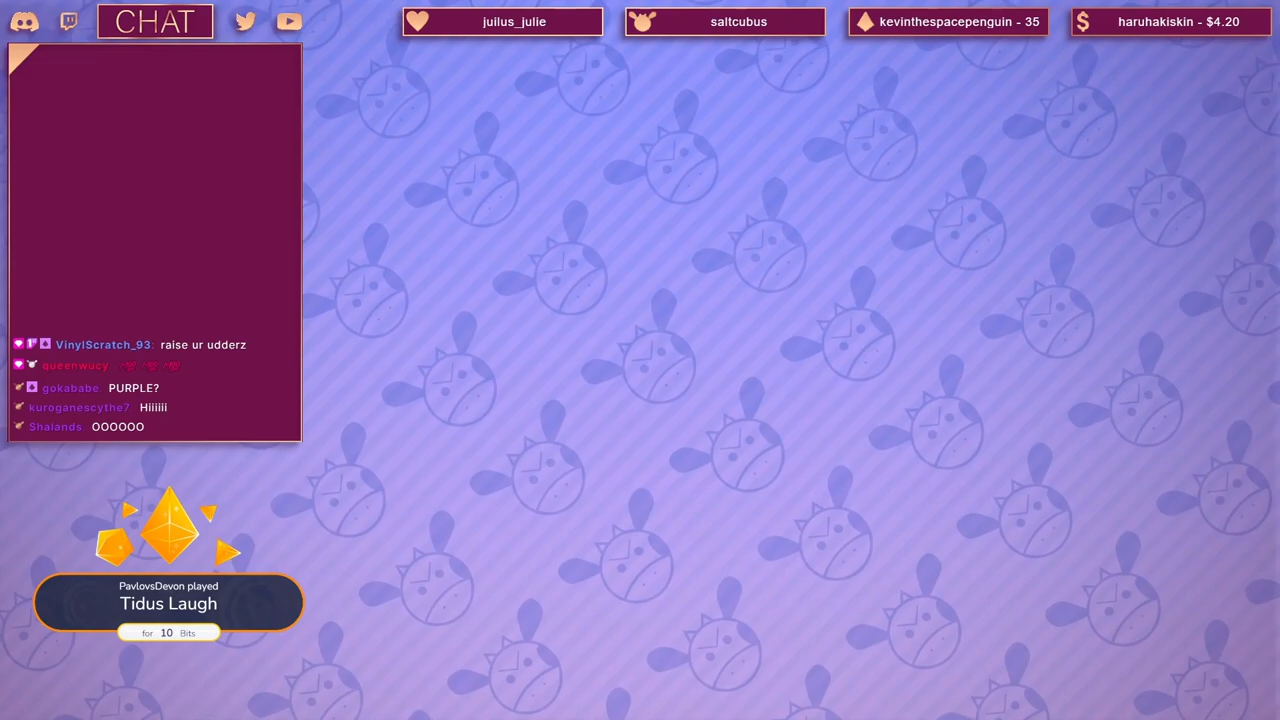 CHAT
juilus_julie
saltcubus
kevinthespacepenguin - 35
haruhakiskin - $4.20
VinylScratch_93: raise ur udderz
queenwucy:
gokababe: PURPLE?
kuroganescythe7: Hiiiiii
Shaiands: OOOOOO
PavlovsDevon played
Tidus Laugh
for 10 Bits